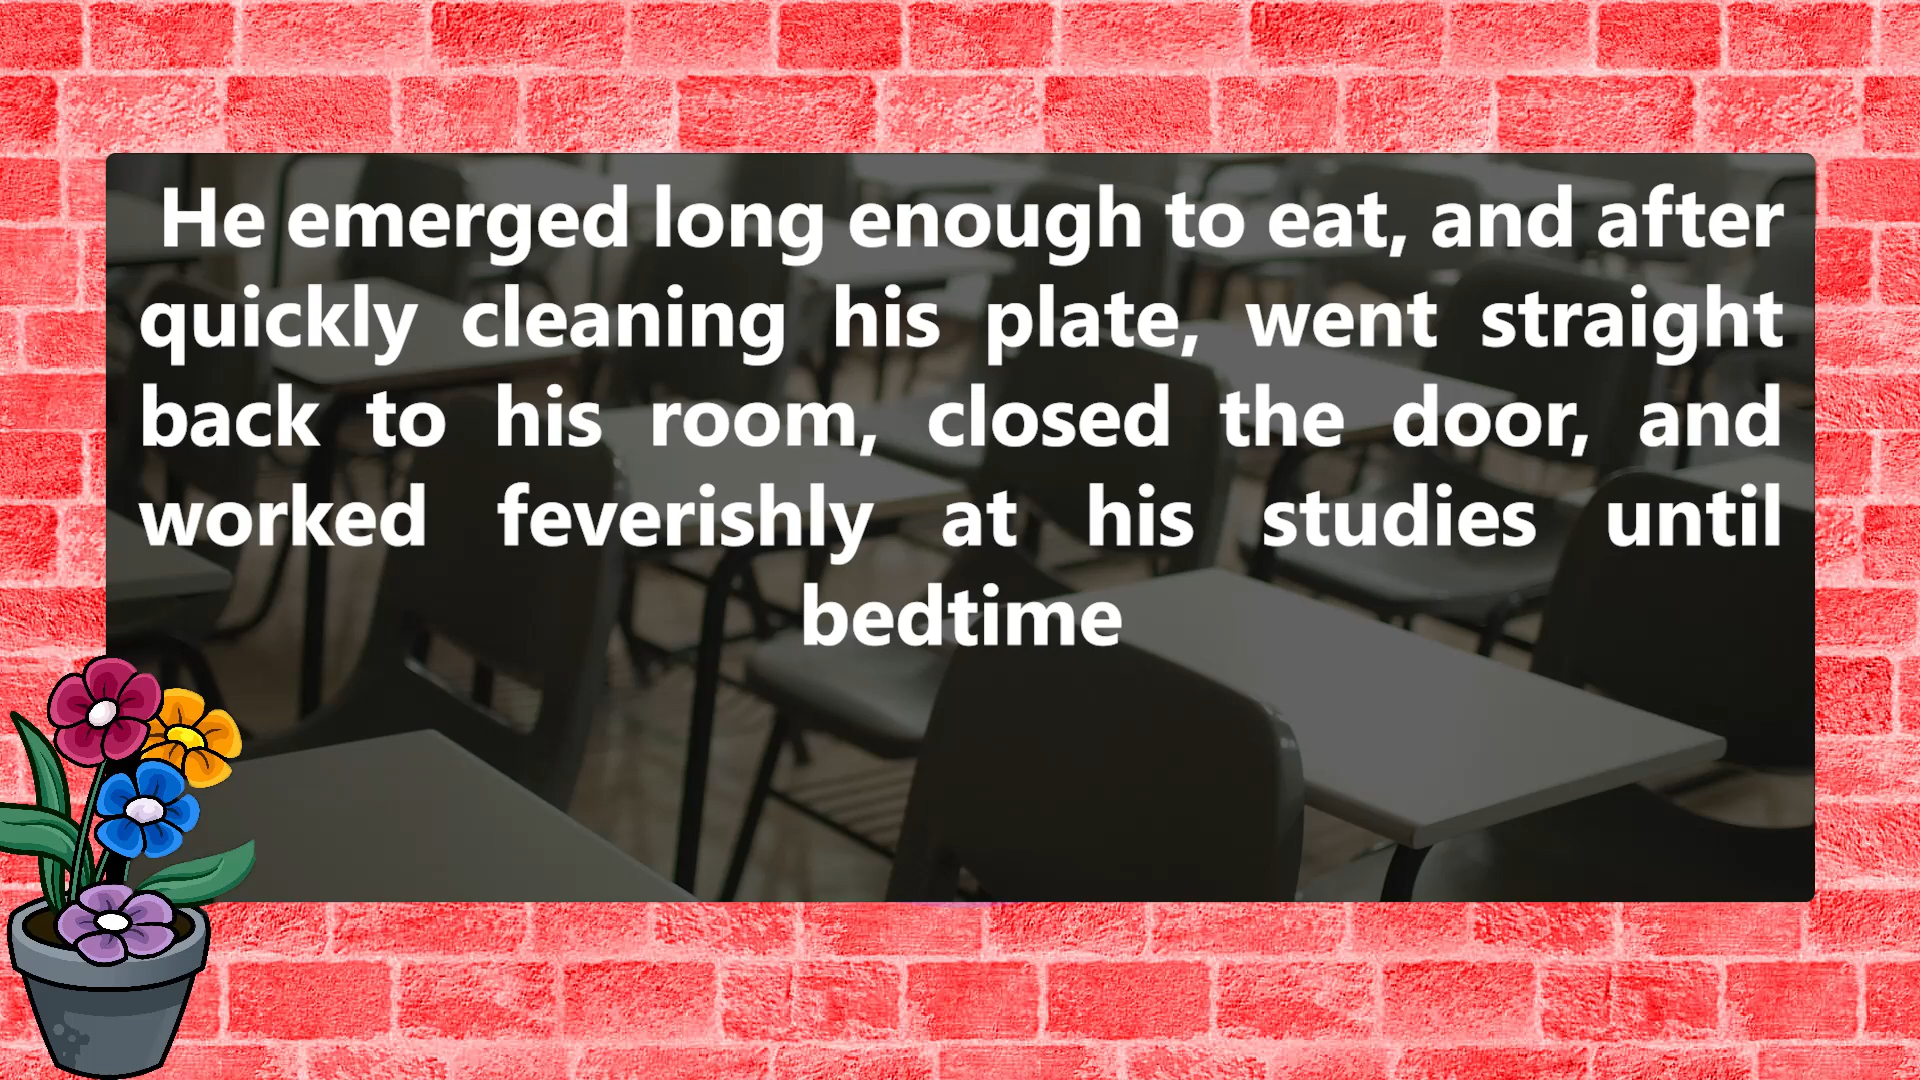 He emerged long enough to eat, and after
quickly cleaning his plate, went straight
back to his room, closed the door, and
worked feverishly at his studies until
bedtime